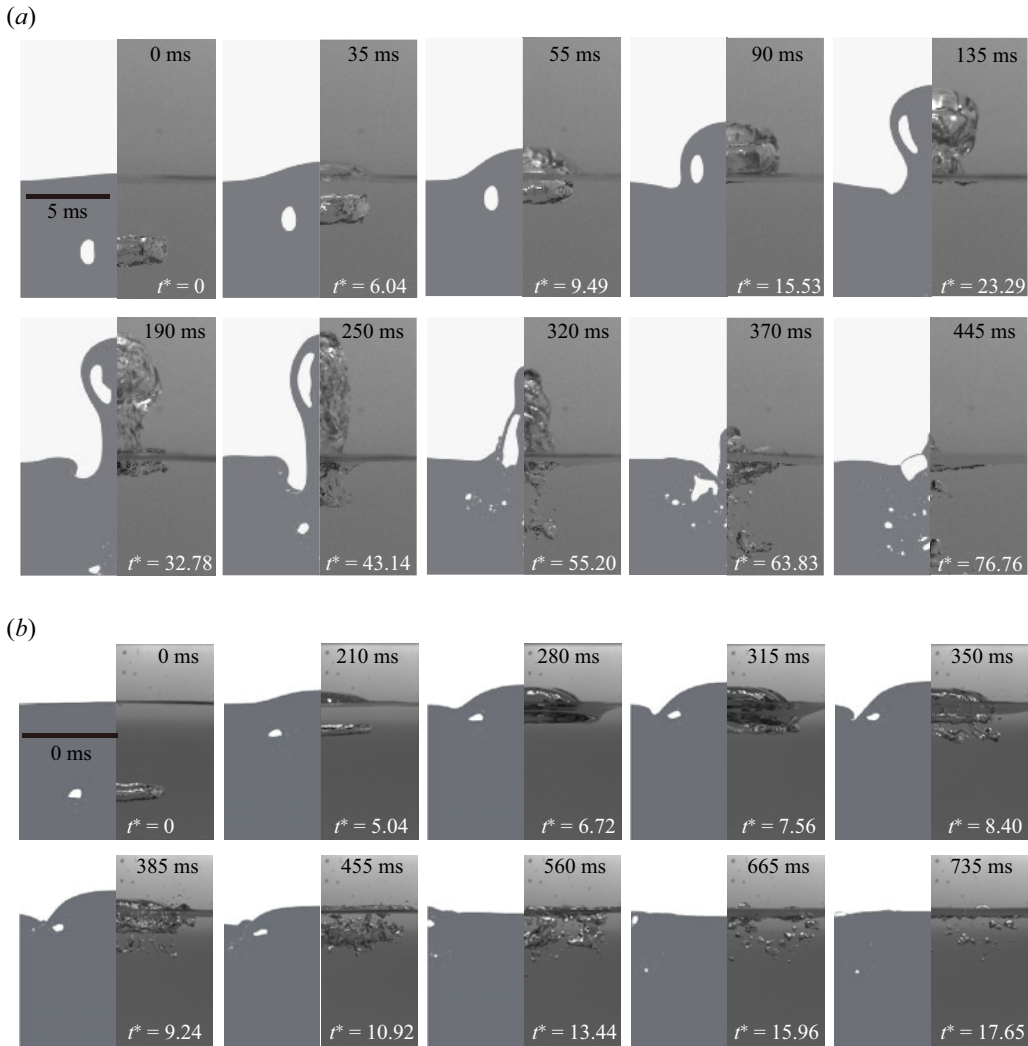 (a)
0 ms
35 ms
55 ms
90 ms
135 ms
5 ms
t* = 0
t* = 6.04
t* = 9.49
t* = 15.53
t* = 23.29
190 ms
250 ms
320 ms
370 ms
445 ms
t* = 32.78
t* = 43.14
t* = 55.20
t* = 63.83
t* = 76.76
(b)
0 ms
210 ms
280 ms
315 ms
350 ms
0 ms
t* = 0
t* = 5.04
t* = 6.72
t* = 7.56
t* = 8.40
385 ms
455 ms
560 ms
665 ms
735 ms
t* = 9.24
t* = 10.92
t* = 13.44
t* = 15.96
t* = 17.65